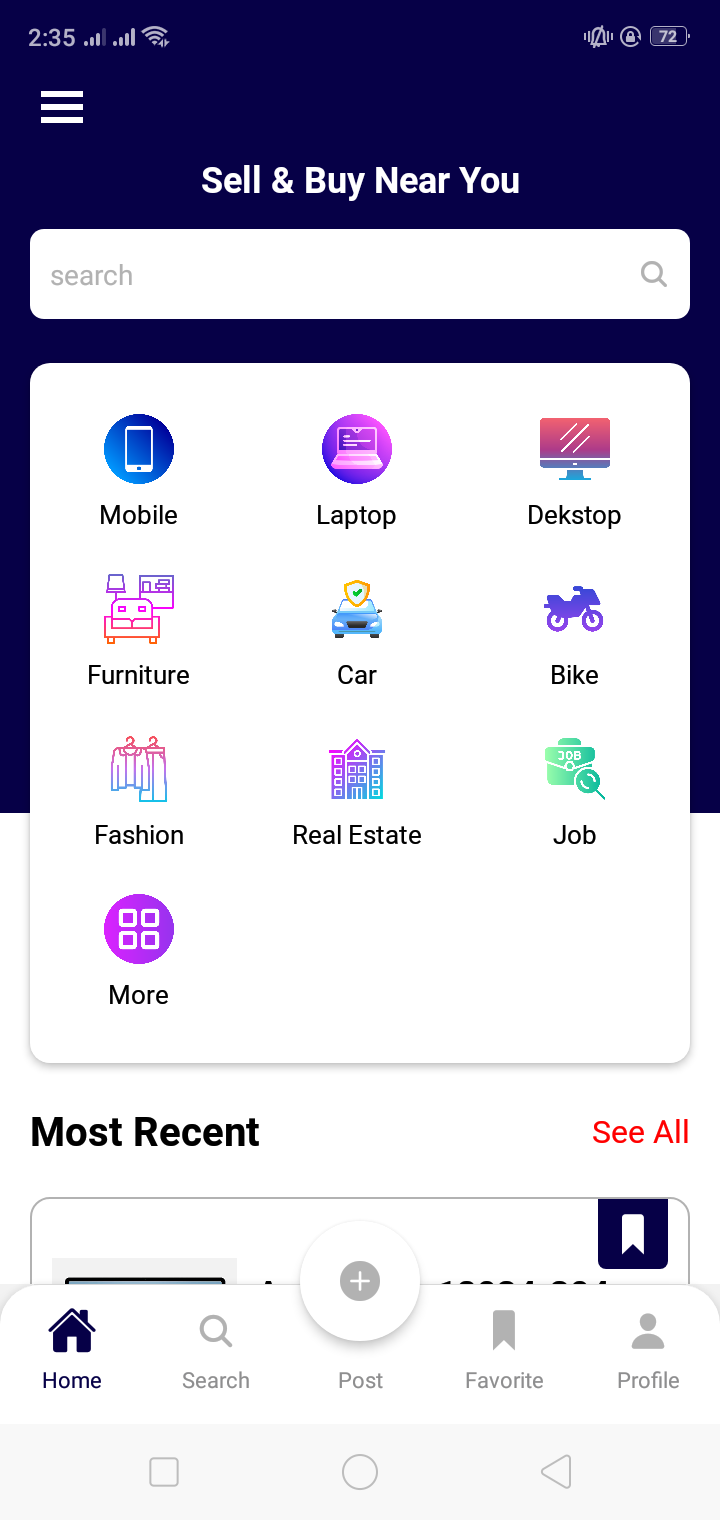 2:35
72
Sell & Buy Near You
search
Mobile
Laptop
Dekstop
Furniture
Car
Bike
JOB
Fashion
Real Estate
Job
More
Most Recent
See All
Home
Search
Post
Favorite
Profile